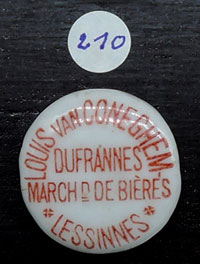 210
LOUIS VAN CONEGHEM-
DUFRANNES
MARCHD DE BIÈRES
* LESSINNES *